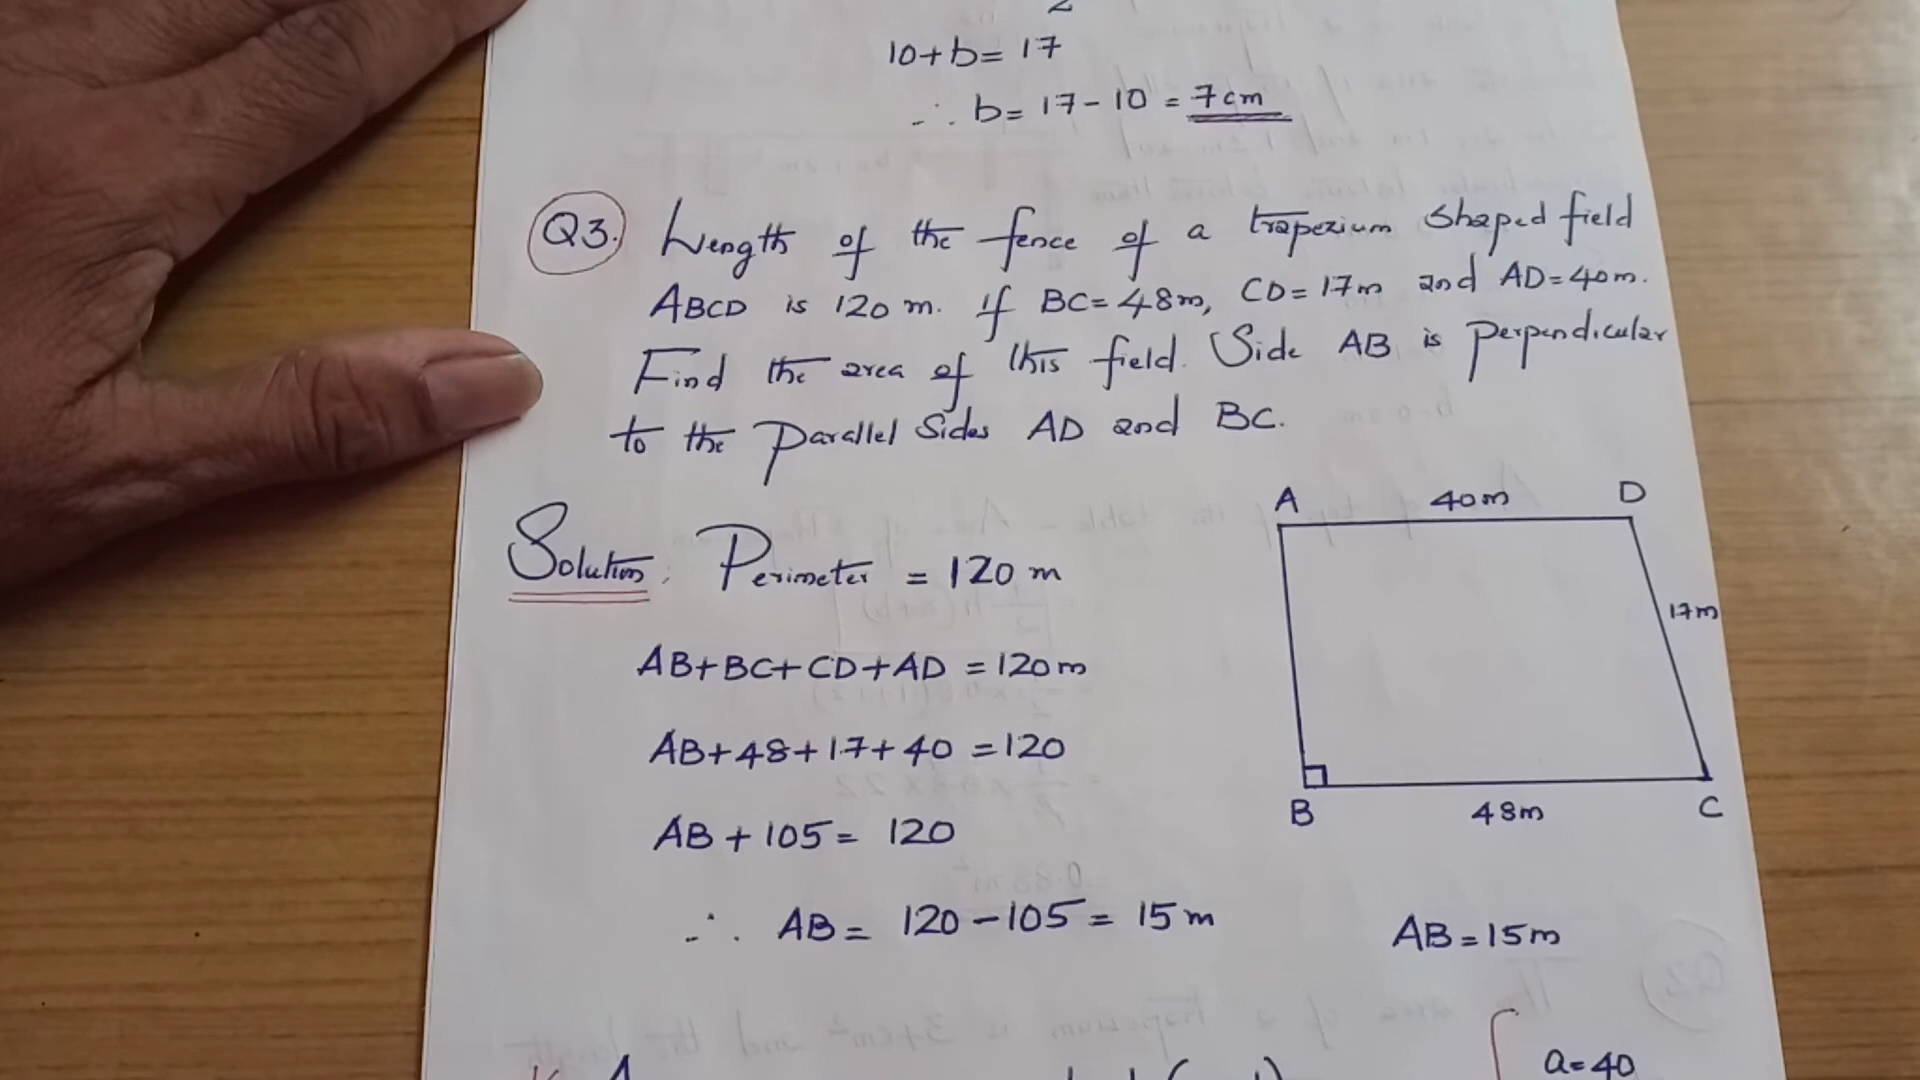 10+b= 17
∴ b= 17-10 = 7cm
Q3. Length of the fence of a trapezium shaped field
ABCD is 120 m. if BC=48m, CD=17m and AD=40m.
Find the area of this field. Side AB is perpendicular
to the parallel sides AD and BC.
Solution: Perimeter = 120 m
AB+BC+CD+AD = 120m
AB+48+17+40 =120
AB + 105 = 120
∴ AB = 120-105 = 15m
A 40m D
17m
B 48m C
AB=15m
a=40